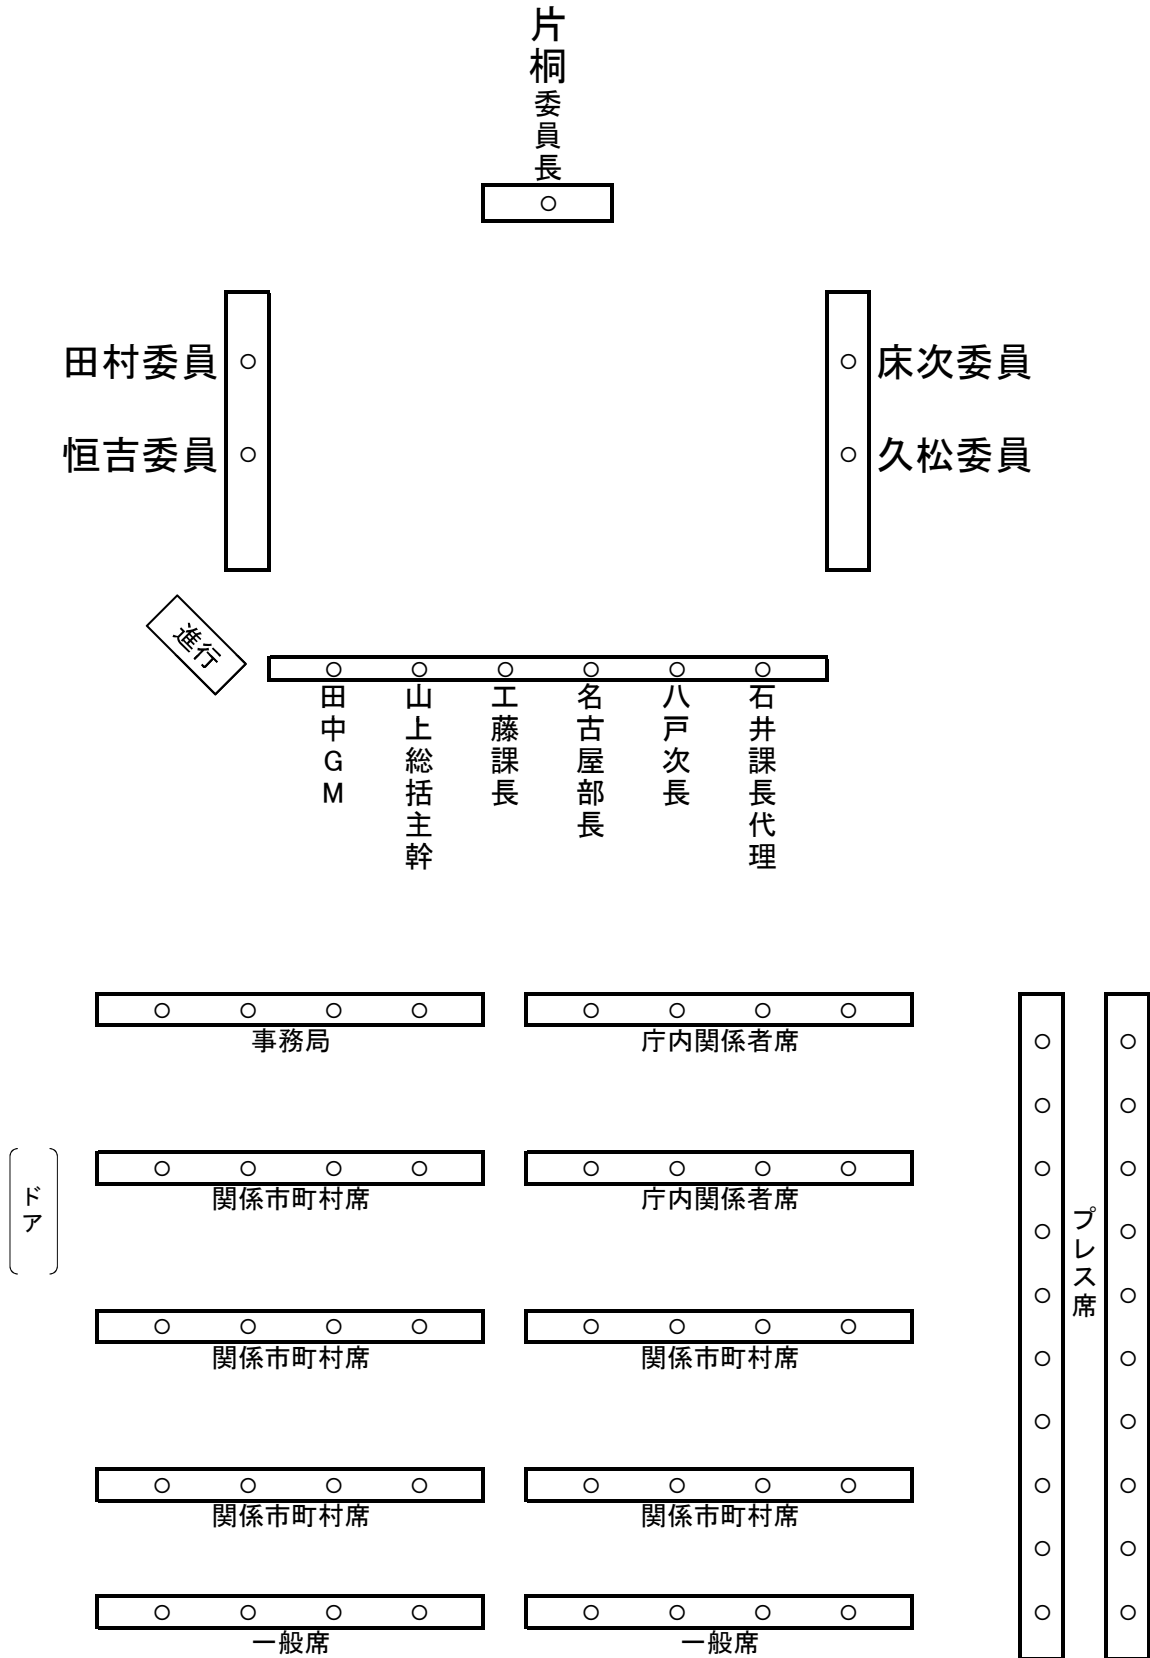 片桐委員長
田村委員
床次委員
恒吉委員
久松委員
進行
田中GM
山上総括主幹
工藤課長
名古屋部長
八戸次長
石井課長代理
事務局
庁内関係者席
ドア
関係市町村席
庁内関係者席
プレス席
関係市町村席
関係市町村席
関係市町村席
関係市町村席
一般席
一般席